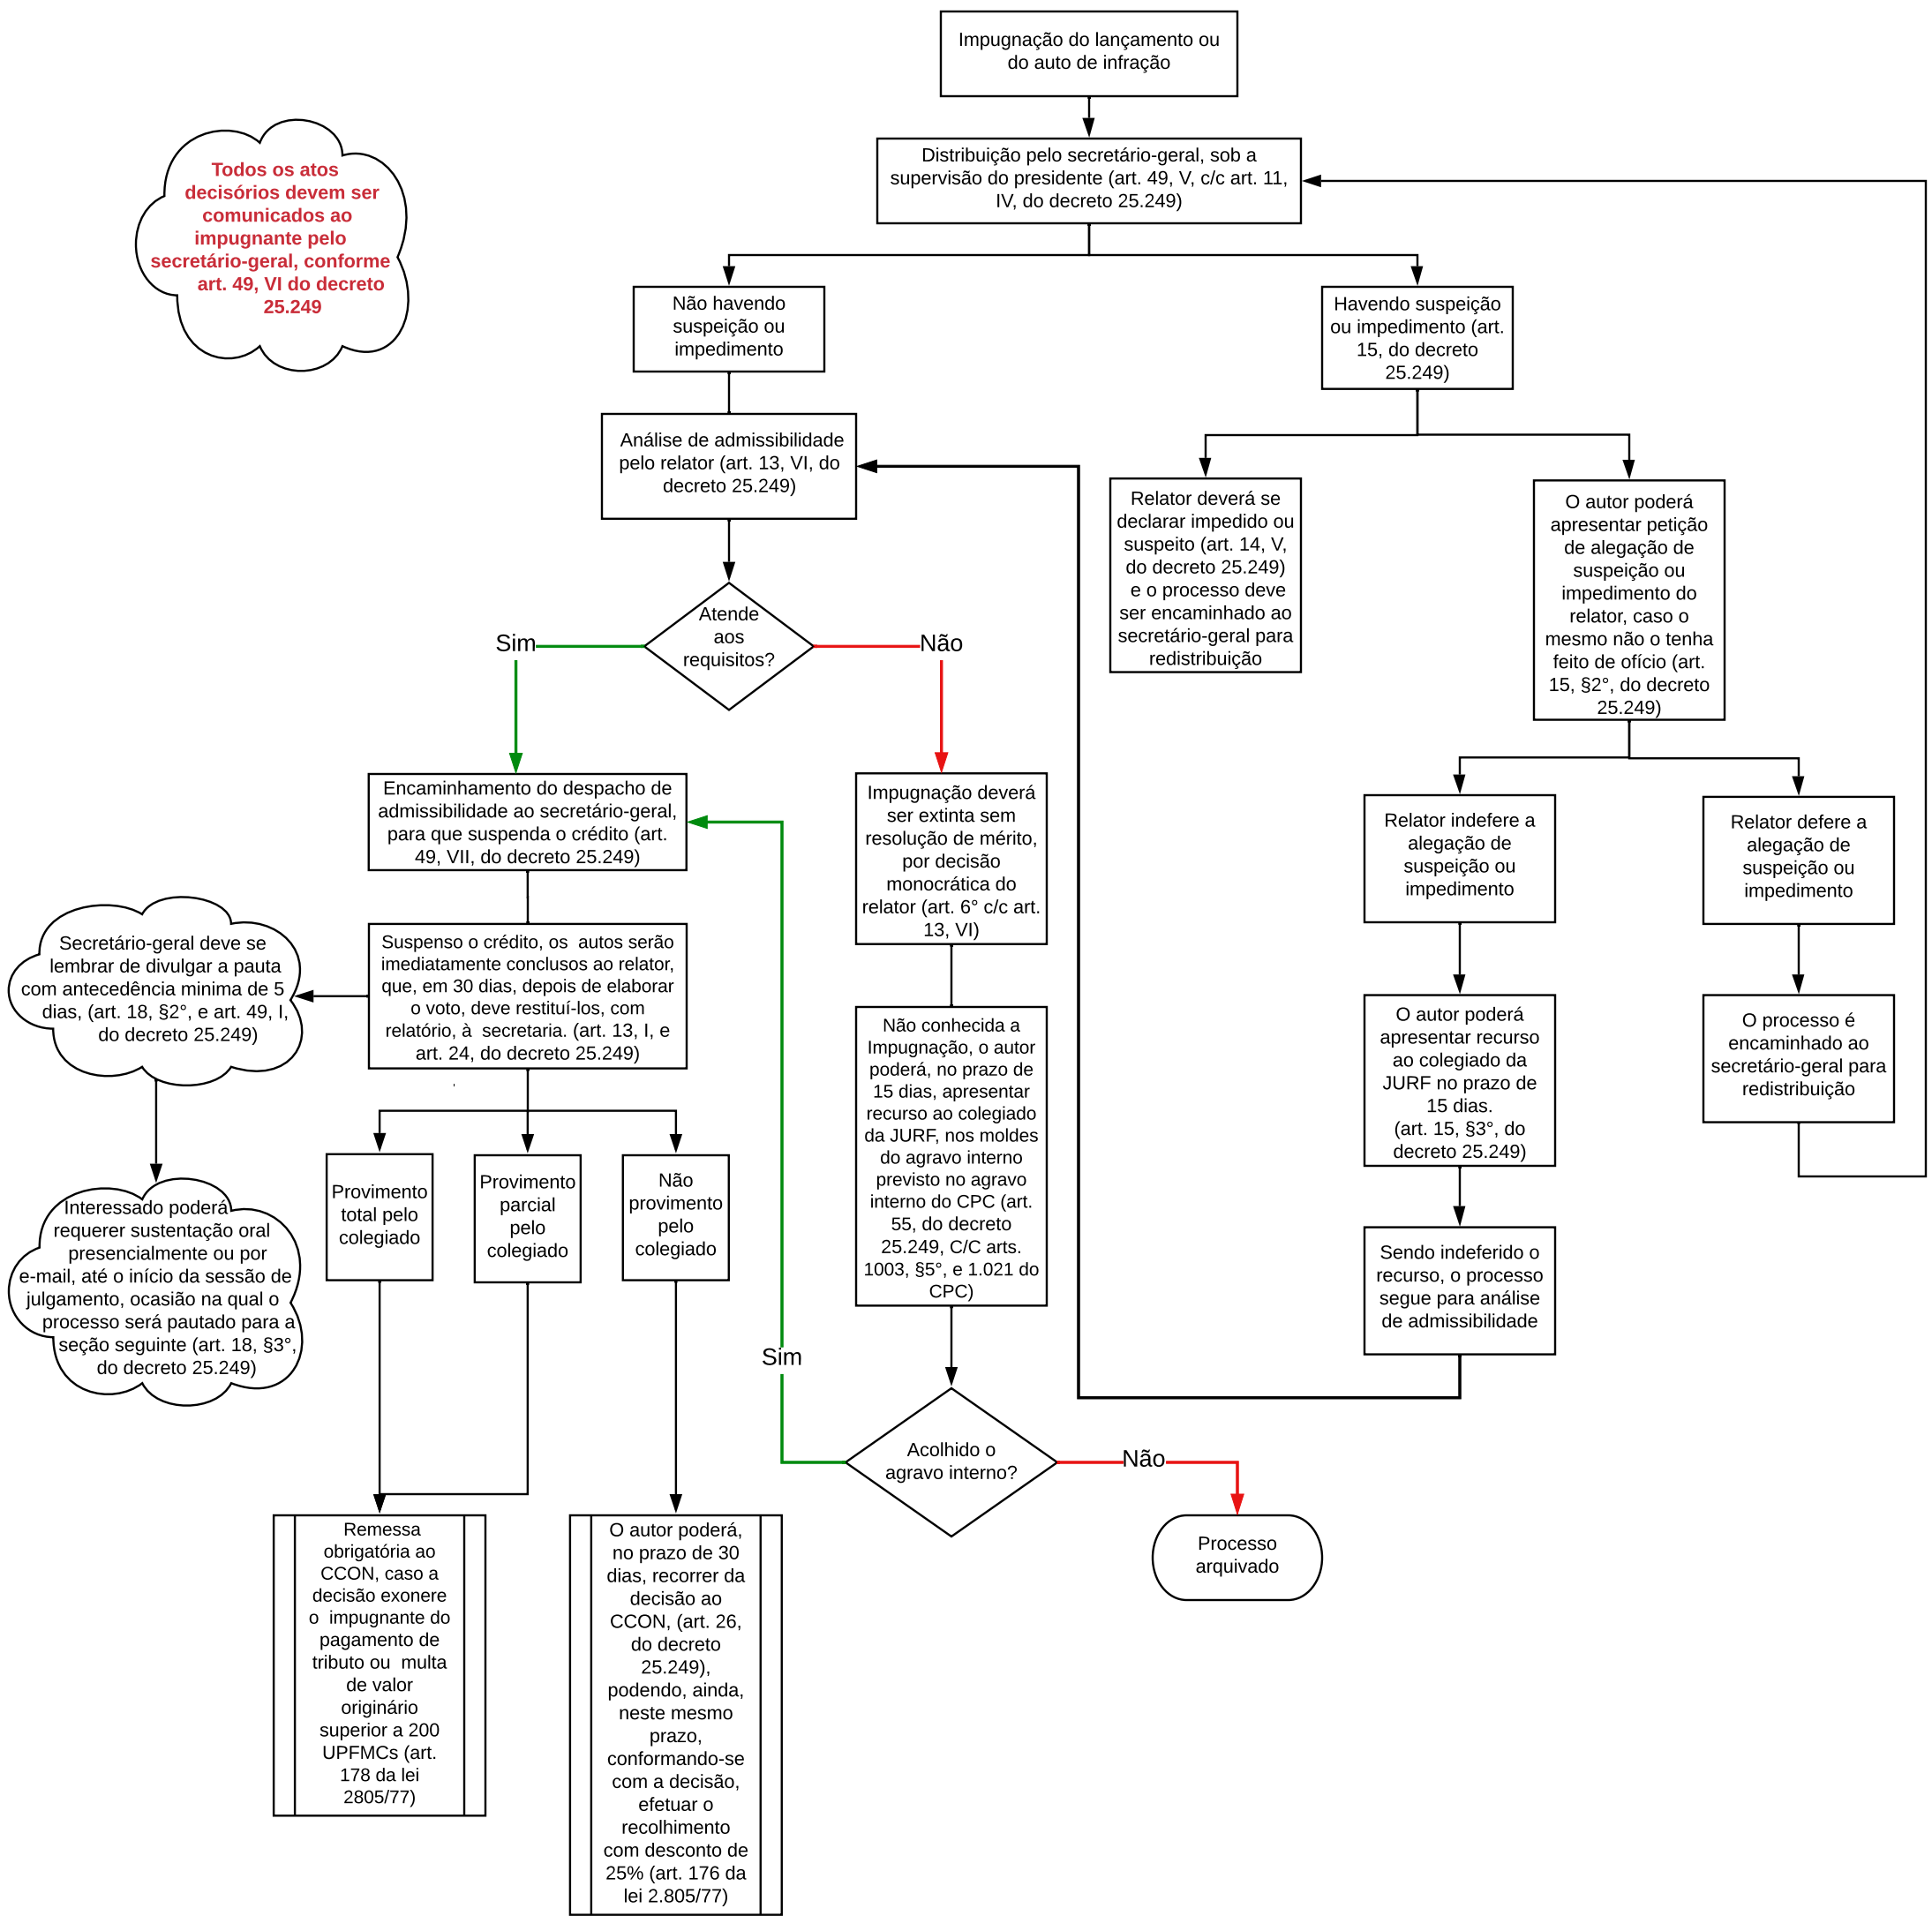 Impugnação do lançamento ou
do auto de infração
Distribuição pelo secretário-geral, sob a
supervisão do presidente (art. 49, V, c/c art. 11,
IV, do decreto 25.249)
Todos os atos
decisórios devem ser
comunicados ao
impugnante pelo
secretário-geral, conforme
art. 49, VI do decreto
25.249
Não havendo
suspeição ou
impedimento
Havendo suspeição
ou impedimento (art.
15, do decreto
25.249)
Análise de admissibilidade
pelo relator (art. 13, VI, do
decreto 25.249)
Relator deverá se
declarar impedido ou
suspeito (art. 14, V,
do decreto 25.249)
e o processo deve
ser encaminhado ao
secretário-geral para
redistribuição
O autor poderá
apresentar petição
de alegação de
suspeição ou
impedimento do
relator, caso o
mesmo não o tenha
feito de ofício (art.
15, §2°, do decreto
25.249)
Atende
aos
requisitos?
Sim
Não
Encaminhamento do despacho de
admissibilidade ao secretário-geral,
para que suspenda o crédito (art.
49, VII, do decreto 25.249)
Impugnação deverá
ser extinta sem
resolução de mérito,
por decisão
monocrática do
relator (art. 6° c/c art.
13, VI)
Relator indefere a
alegação de
suspeição ou
impedimento
Relator defere a
alegação de
suspeição ou
impedimento
Secretário-geral deve se
lembrar de divulgar a pauta
com antecedência minima de 5
dias, (art. 18, §2°, e art. 49, I,
do decreto 25.249)
Suspenso o crédito, os autos serão
imediatamente conclusos ao relator,
que, em 30 dias, depois de elaborar
o voto, deve restituí-los, com
relatório, à secretaria. (art. 13, I, e
art. 24, do decreto 25.249)
.
Não conhecida a
Impugnação, o autor
poderá, no prazo de
15 dias, apresentar
recurso ao colegiado
da JURF, nos moldes
do agravo interno
previsto no agravo
interno do CPC (art.
55, do decreto
25.249, C/C arts.
1003, §5°, e 1.021 do
CPC)
O autor poderá
apresentar recurso
ao colegiado da
JURF no prazo de
15 dias.
(art. 15, §3°, do
decreto 25.249)
O processo é
encaminhado ao
secretário-geral para
redistribuição
Interessado poderá
requerer sustentação oral
presencialmente ou por
e-mail, até o início da sessão de
julgamento, ocasião na qual o
processo será pautado para a
seção seguinte (art. 18, §3°,
do decreto 25.249)
Provimento
total pelo
colegiado
Provimento
parcial
pelo
colegiado
Não
provimento
pelo
colegiado
Sendo indeferido o
recurso, o processo
segue para análise
de admissibilidade
Sim
Acolhido o
agravo interno?
Não
Processo
arquivado
Remessa
obrigatória ao
CCON, caso a
decisão exonere
o impugnante do
pagamento de
tributo ou multa
de valor
originário
superior a 200
UPFMCs (art.
178 da lei
2805/77)
O autor poderá,
no prazo de 30
dias, recorrer da
decisão ao
CCON, (art. 26,
do decreto
25.249),
podendo, ainda,
neste mesmo
prazo,
conformando-se
com a decisão,
efetuar o
recolhimento
com desconto de
25% (art. 176 da
lei 2.805/77)